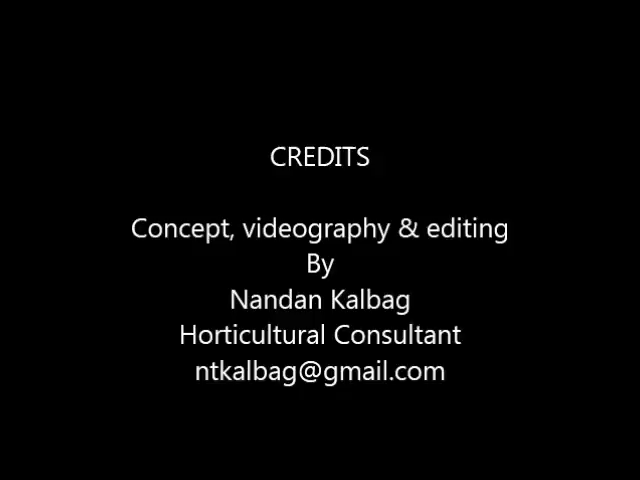 CREDITS
Concept, videography & editing
By
Nandan Kalbag
Horticultural Consultant
ntkalbag@gmail.com